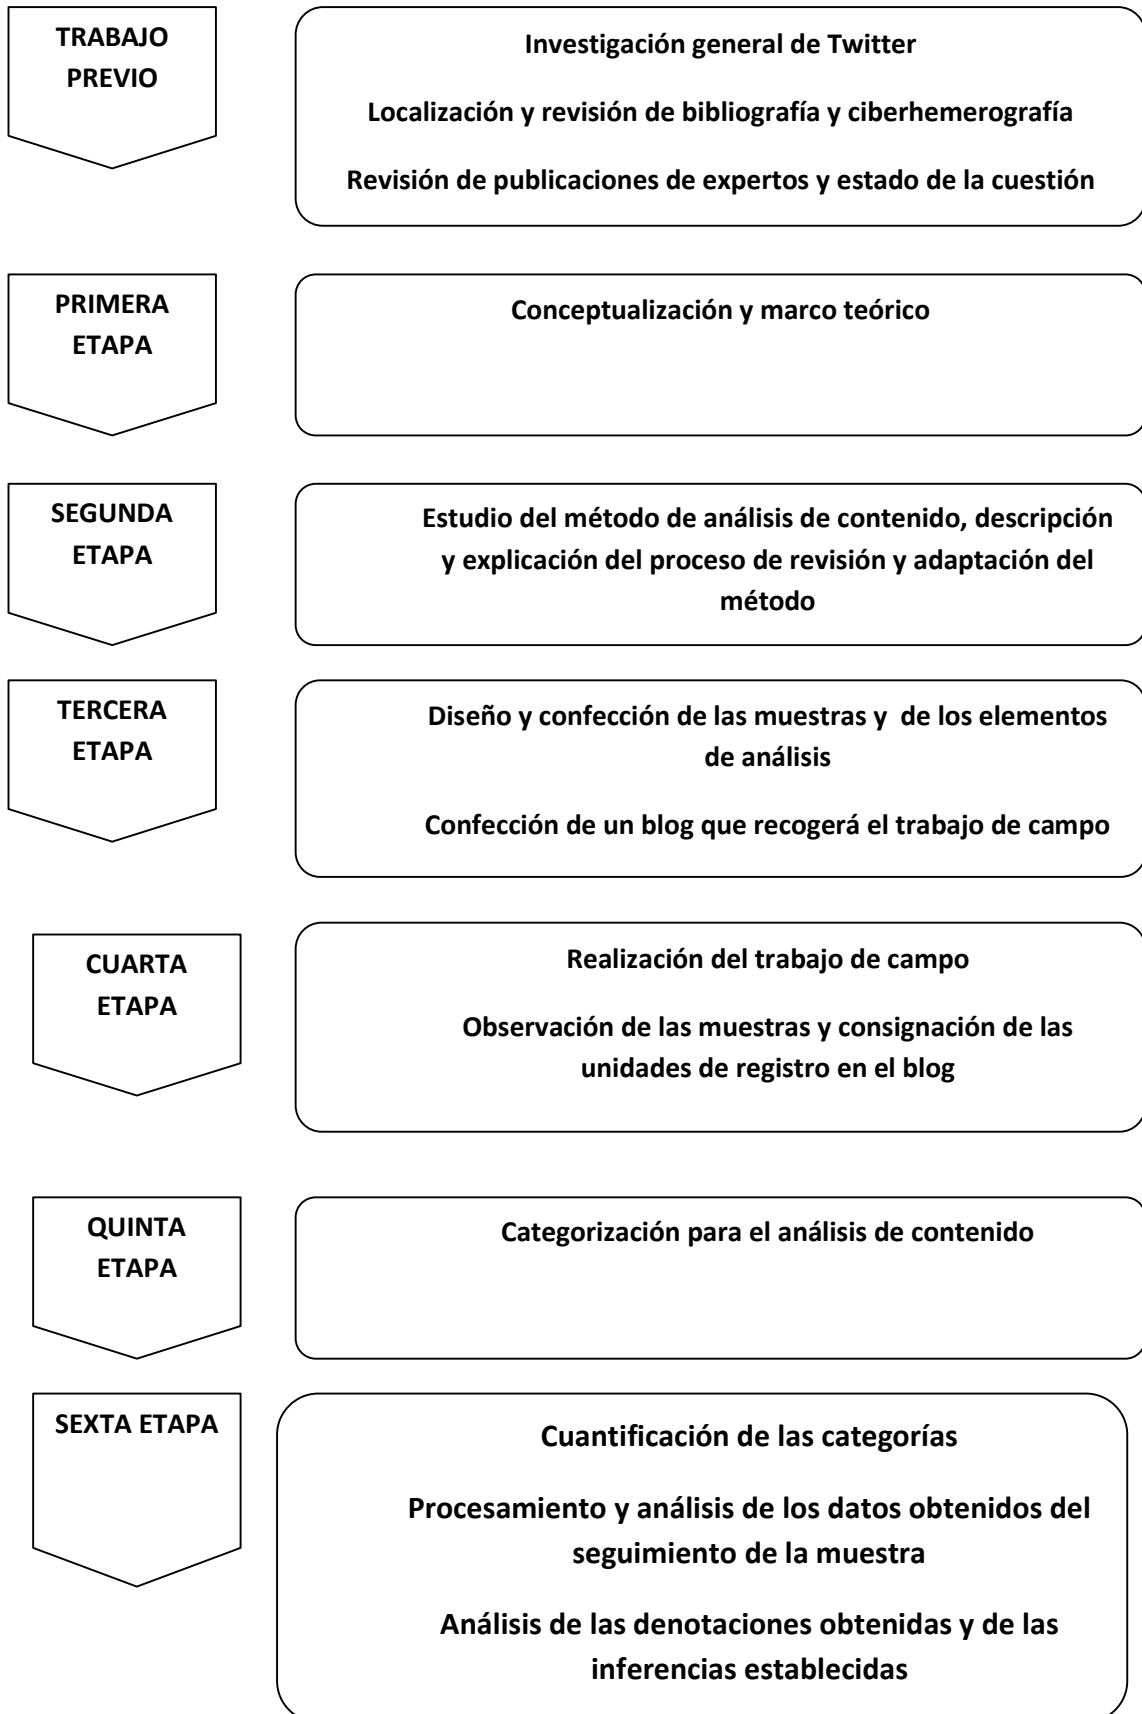 TRABAJO
PREVIO
Investigación general de Twitter
Localización y revisión de bibliografía y ciberhemerografía
Revisión de publicaciones de expertos y estado de la cuestión
PRIMERA
ETAPA
Conceptualización y marco teórico
SEGUNDA
ETAPA
Estudio del método de análisis de contenido, descripción
y explicación del proceso de revisión y adaptación del
método
TERCERA
ETAPA
Diseño y confección de las muestras y de los elementos
de análisis
Confección de un blog que recogerá el trabajo de campo
CUARTA
ETAPA
Realización del trabajo de campo
Observación de las muestras y consignación de las
unidades de registro en el blog
QUINTA
ETAPA
Categorización para el análisis de contenido
SEXTA ETAPA
Cuantificación de las categorías
Procesamiento y análisis de los datos obtenidos del
seguimiento de la muestra
Análisis de las denotaciones obtenidas y de las
inferencias establecidas